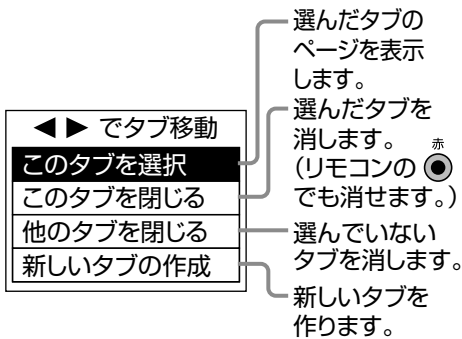 ◀▶ でタブ移動
このタブを選択
このタブを閉じる
他のタブを閉じる
新しいタブの作成
選んだタブの
ページを表示
します。
選んだタブを
消します。
赤
(リモコンの◉
でも消せます。)
選んでいない
タブを消します。
新しいタブを
作ります。